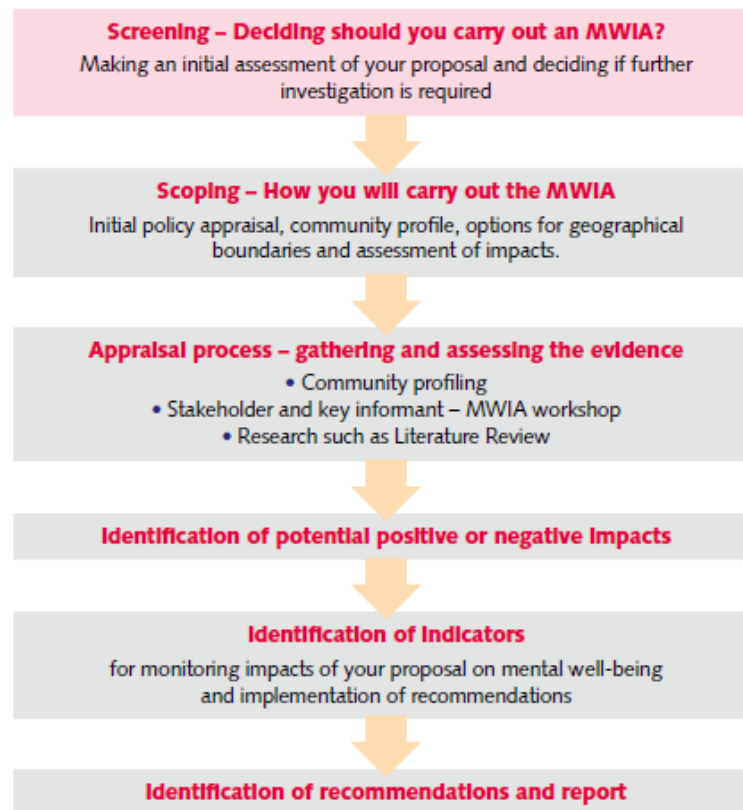 Screening – Deciding should you carry out an MWIA?
Making an initial assessment of your proposal and deciding if further
investigation is required
Scoping – How you will carry out the MWIA
Initial policy appraisal, community profile, options for geographical
boundaries and assessment of impacts.
Appraisal process – gathering and assessing the evidence
• Community profiling
• Stakeholder and key informant – MWIA workshop
• Research such as Literature Review
Identification of potential positive or negative impacts
Identification of indicators
for monitoring impacts of your proposal on mental well-being
and implementation of recommendations
Identification of recommendations and report